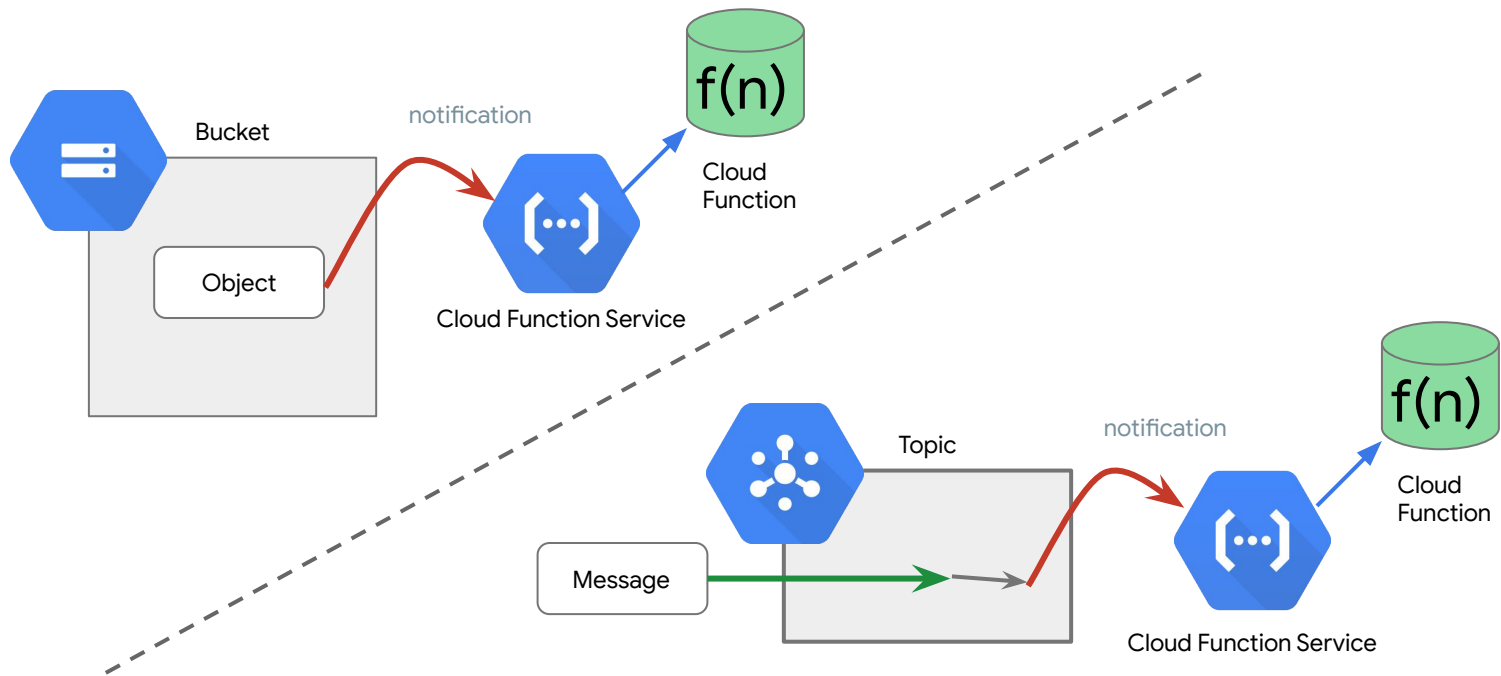 f(n)
notification
Bucket
Cloud
Function
Object
Cloud Function Service
f(n)
notification
Topic
Cloud
Function
Message
Cloud Function Service